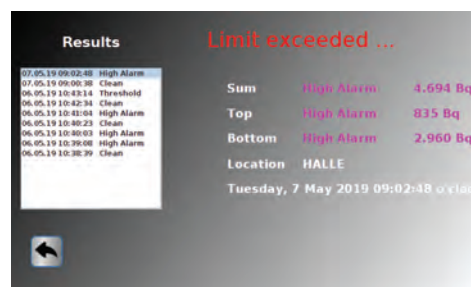 Results
07.05.19 09:02:48 High Alarm
07.05.19 09:00:38 Clean
06.05.19 10:43:14 Threshold
06.05.19 10:42:34 Clean
06.05.19 10:41:04 High Alarm
06.05.19 10:40:23 Clean
06.05.19 10:40:03 High Alarm
06.05.19 10:39:08 High Alarm
06.05.19 10:38:39 Clean
Limit exceeded ...
Sum High Alarm 4.694 Bq
Top High Alarm 835 Bq
Bottom High Alarm 2.960 Bq
Location HALLE
Tuesday, 7 May 2019 09:02:48 o'cloc